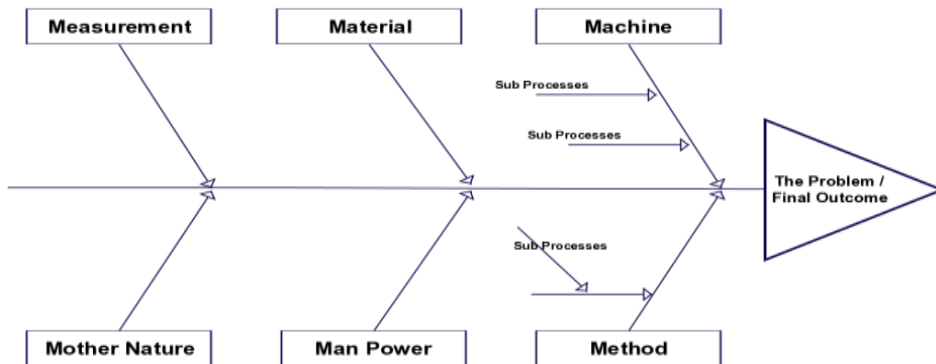 Measurement
Material
Machine
Sub Processes
Sub Processes
The Problem /
Final Outcome
Sub Processes
Mother Nature
Man Power
Method